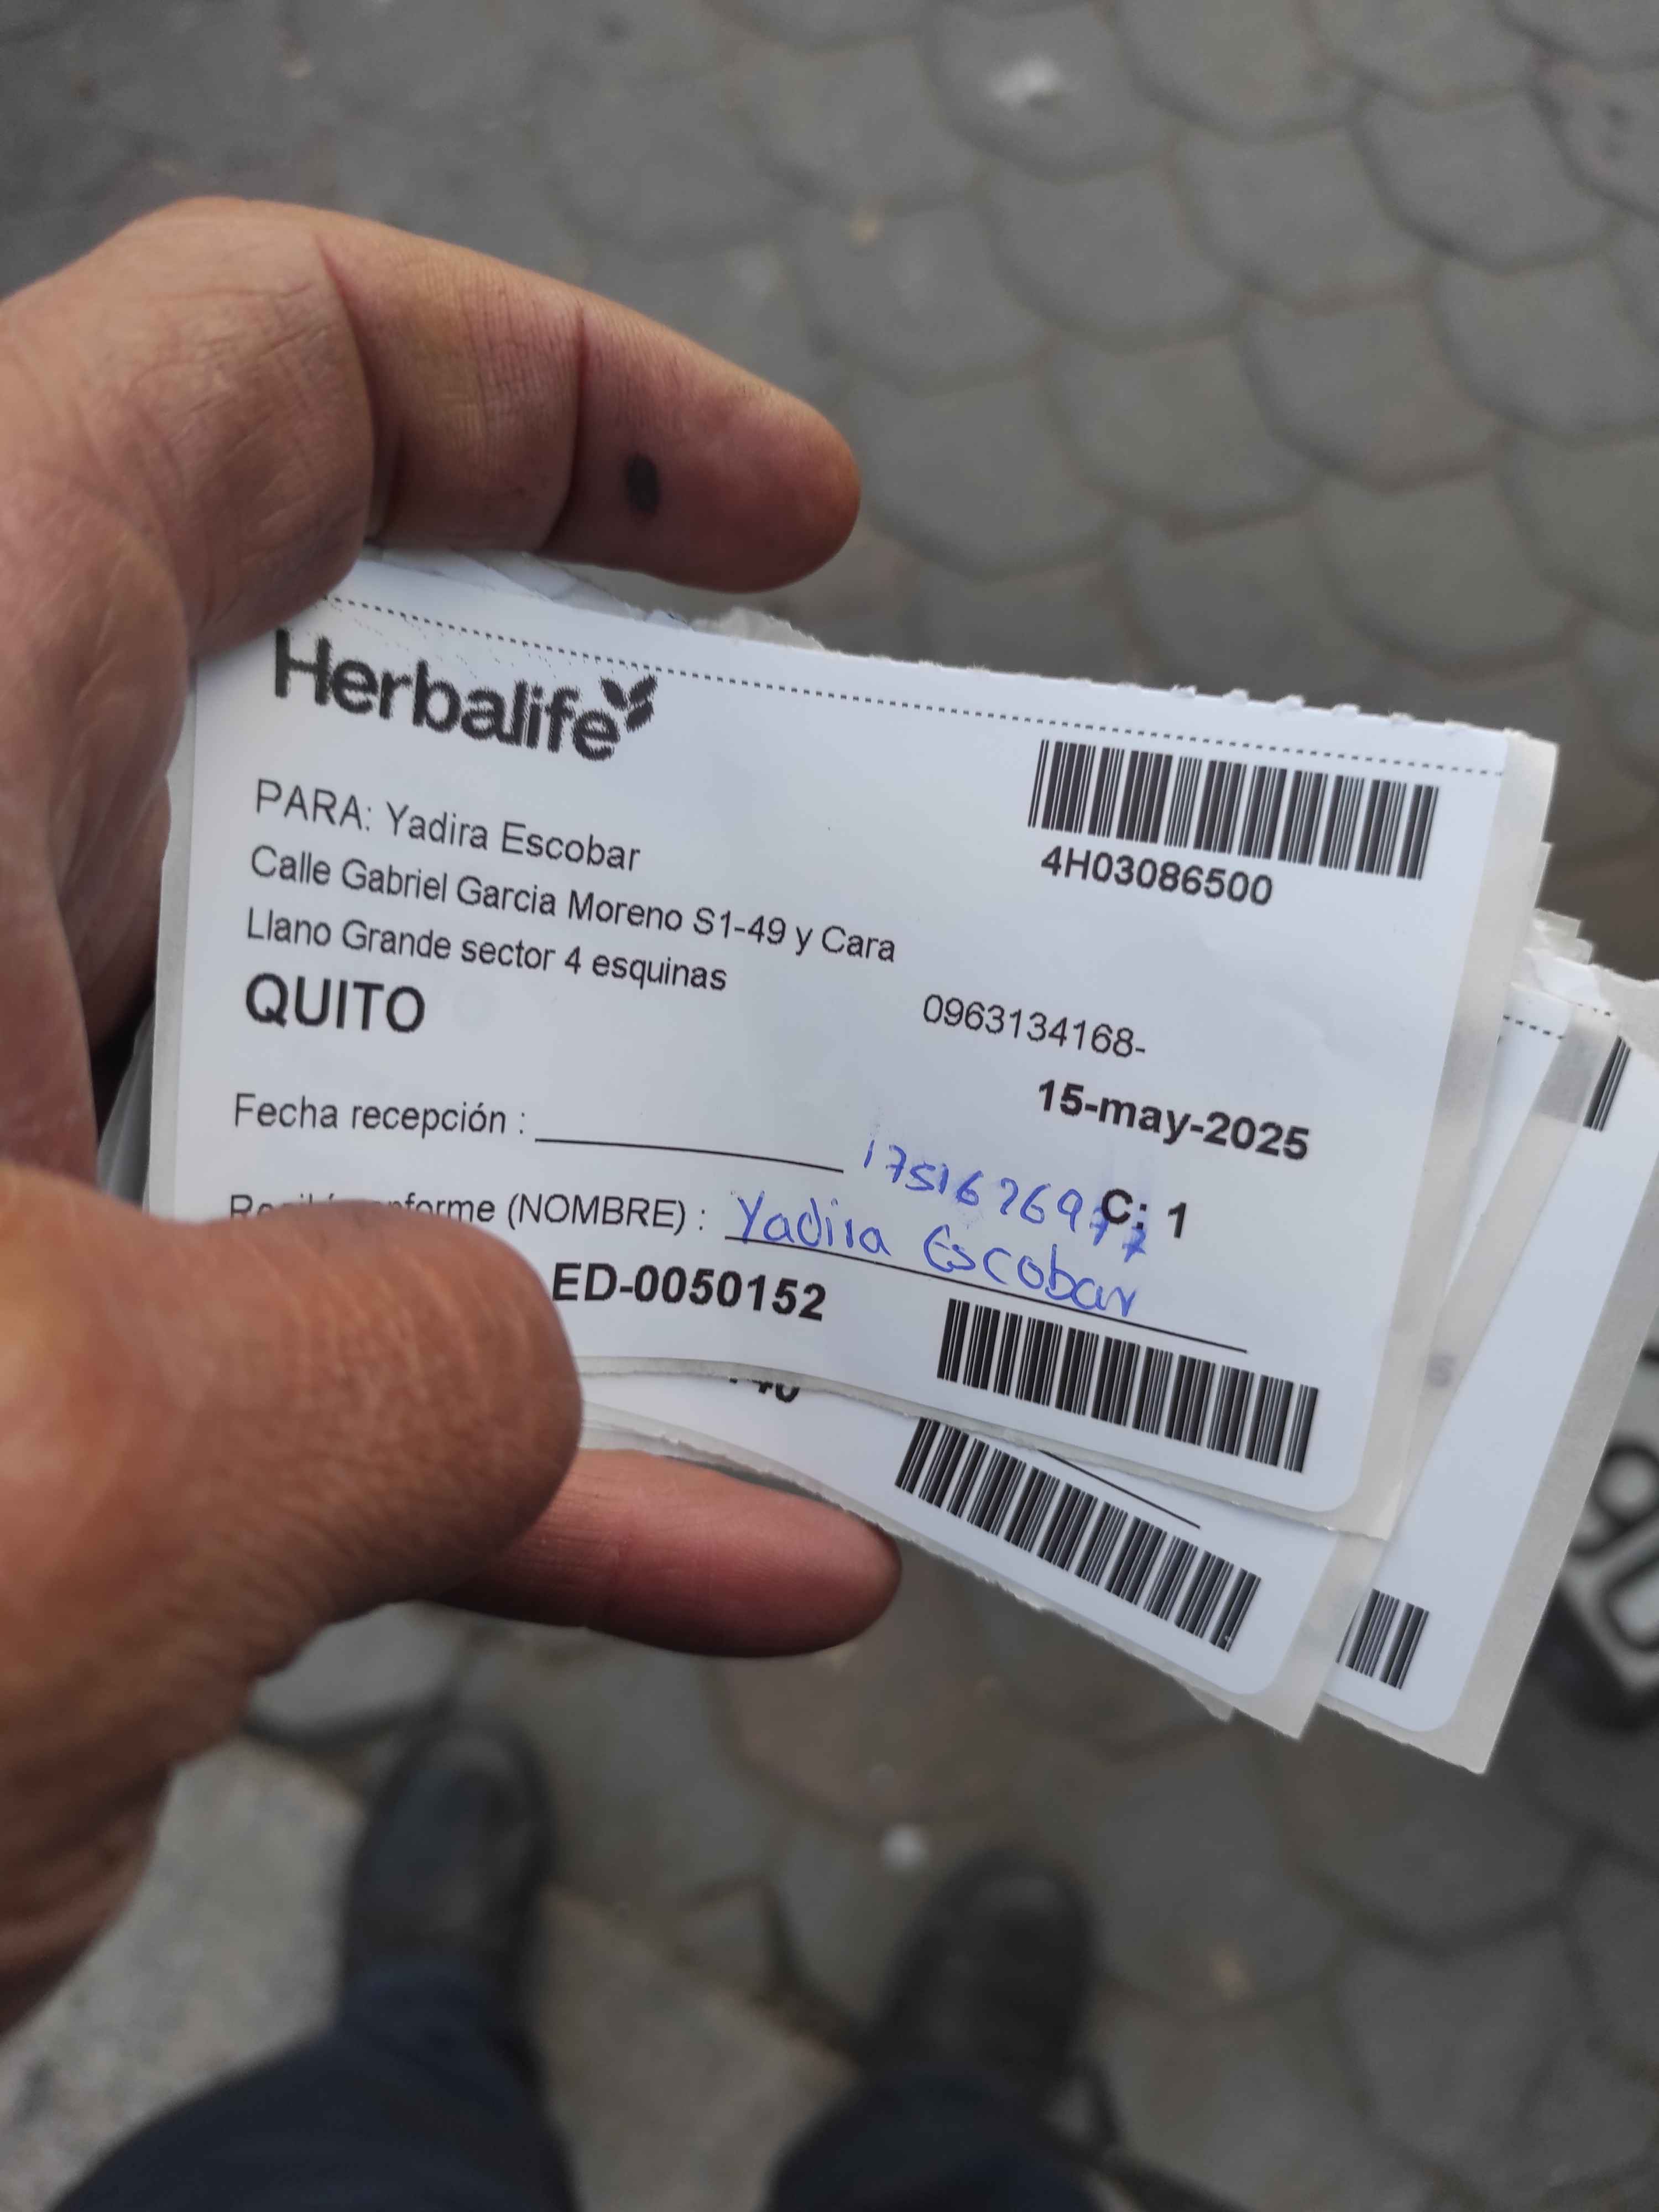 Herbalife
4H03086500
PARA: Yadira Escobar
Calle Gabriel Garcia Moreno S1-49 y Cara
Llano Grande sector 4 esquinas
QUITO
0963134168-
15-may-2025
Fecha recepción :
C: 1
(NOMBRE) : Yadira Escobar
ED-0050152